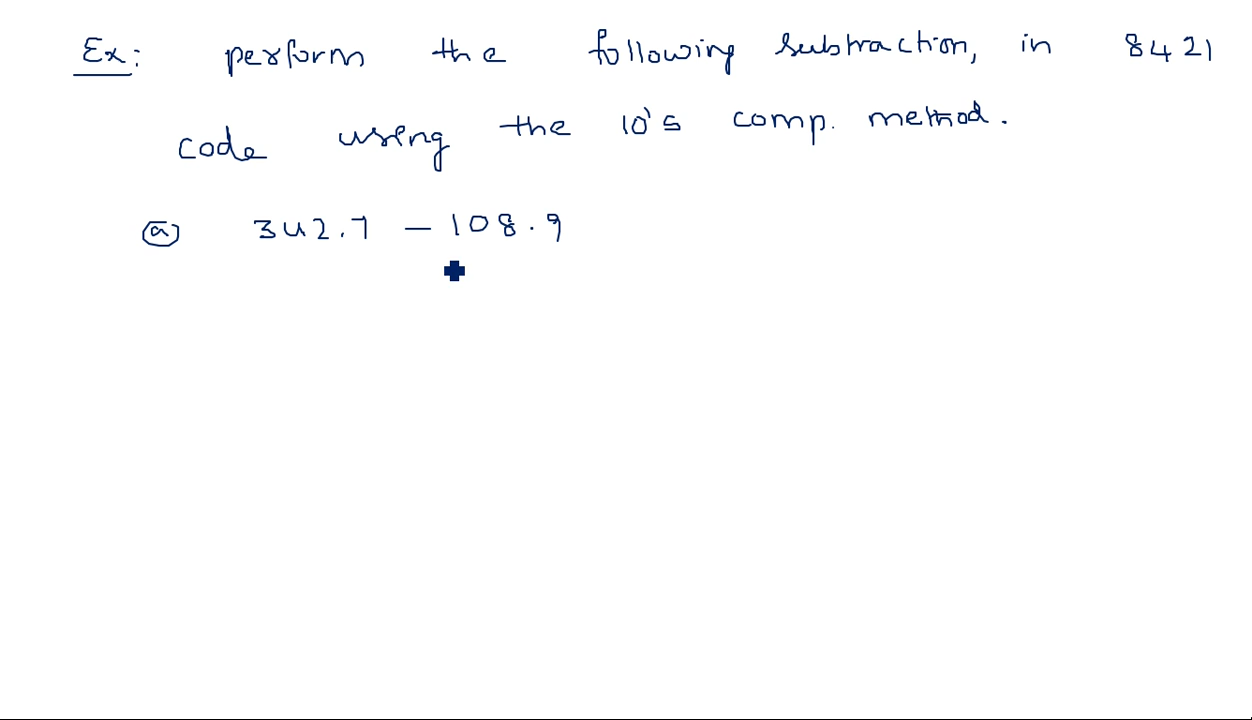 Ex: perform the following subtraction, in 8421
code using the 10's comp. method.
(a) 342.7 - 108.9